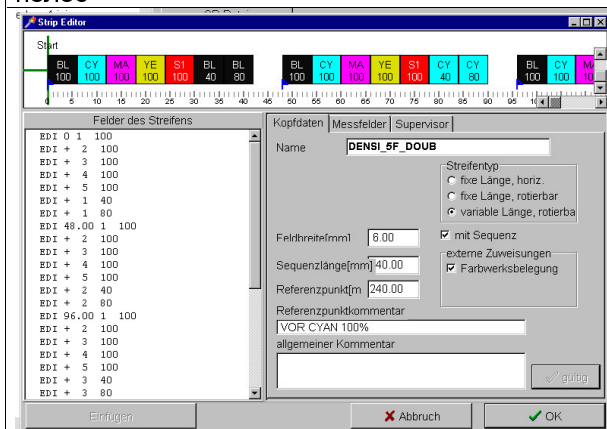 Strip Editor
Start
BL CY MA YE S1 BL BL BL CY MA YE S1 CY CY BL CY
100 100 100 100 100 40 80 100 100 100 100 100 40 80 100 100
0 5 10 15 20 25 30 35 40 45 50 55 60 65 70 75 80 85 90 95
Felder des Streifens
EDI 0 1 100
EDI + 2 100
EDI + 3 100
EDI + 4 100
EDI + 5 100
EDI + 1 40
EDI + 1 80
EDI 48.00 1 100
EDI + 2 100
EDI + 3 100
EDI + 4 100
EDI + 5 100
EDI + 2 40
EDI + 2 80
EDI 96.00 1 100
EDI + 2 100
EDI + 3 100
EDI + 4 100
EDI + 5 100
EDI + 3 40
EDI + 3 80
Einfügen
Kopfdaten Messfelder Supervisor
Name DENSI_5F_DOUB
Streifentyp
fixe Länge, horiz.
fixe Länge, rotierbar
variable Länge, rotierba
Feldbreite[mm] 6.00
mit Sequenz
Sequenzlänge[mm] 40.00
externe Zuweisungen
Farbwerksbelegung
Referenzpunkt[m 240.00
Referenzpunktkommentar
VOR CYAN 100%
allgemeiner Kommentar
gültig
Abbruch
OK